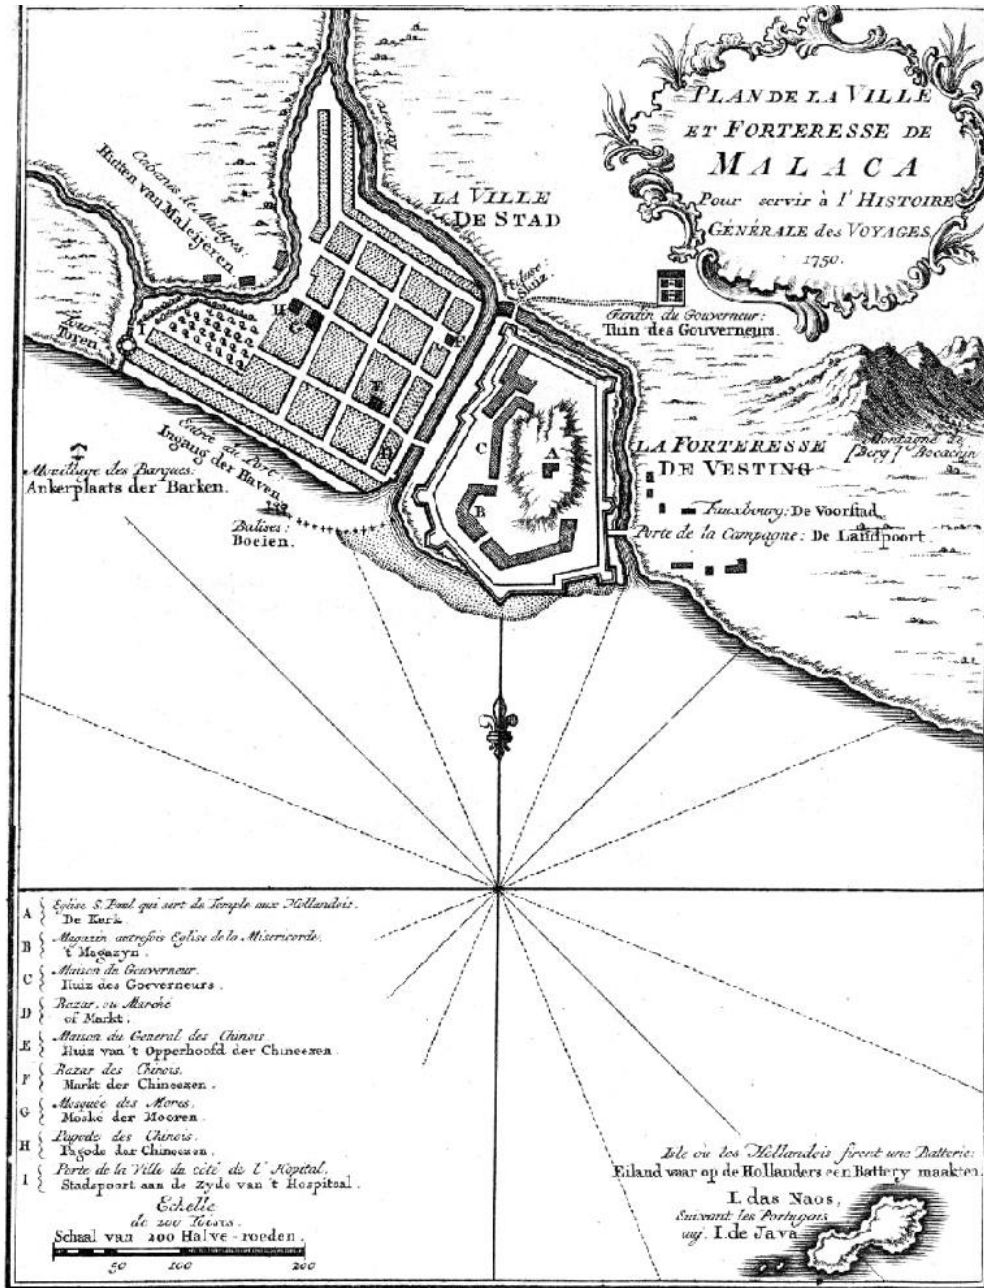 PLAN DE LA VILLE
ET FORTERESSE DE
MALACA
Pour servir à l'HISTOIRE
GÉNÉRALE des VOYAGES.
1750.
LA VILLE
DE STAD
Cabanes de Malayes:
Hutten van Maleijeren.
Sluis:
Jardin du Gouverneur:
Tuin des Gouverneurs.
Tour:
Toren.
I
H
G
F
E
D
C
A
B
LA FORTERESSE
DE VESTING
Montagne de
[Berg] Bocachin
Entrée du Port:
Ingang der Haven.
Mouillage des Barques:
Ankerplaats der Barken.
Balises:
Boeien.
Fauxbourg: De Voorstad
Porte de la Campagne: De Landpoort.
A Eglise S. Paul qui sert de Temple aux Hollandois.
De Kerk.
B Magazin autrefois Eglise de la Misericorde.
't Magazyn.
C Maison du Gouverneur.
Huiz des Goeverneurs.
D Bazar, ou Marché
of Markt.
E Maison du General des Chinois.
Huiz van 't Opperhoofd der Chineezen.
F Bazar des Chinois.
Markt der Chineezen.
G Mosquée des Mores.
Moské der Mooren.
H Pagode des Chinois.
Pagode der Chineezen.
I Porte de la Ville du côté de l'Hopital.
Stadspoort aan de Zyde van 't Hospitaal.
Echelle
de 200 Toises.
Schaal van 200 Halve-roeden.
50 100 200
Isle où les Hollandois firent une Batterie:
Eiland waar op de Hollanders een Battery maakten.
I. das Naos,
Suivant les Portugais
I. de Java